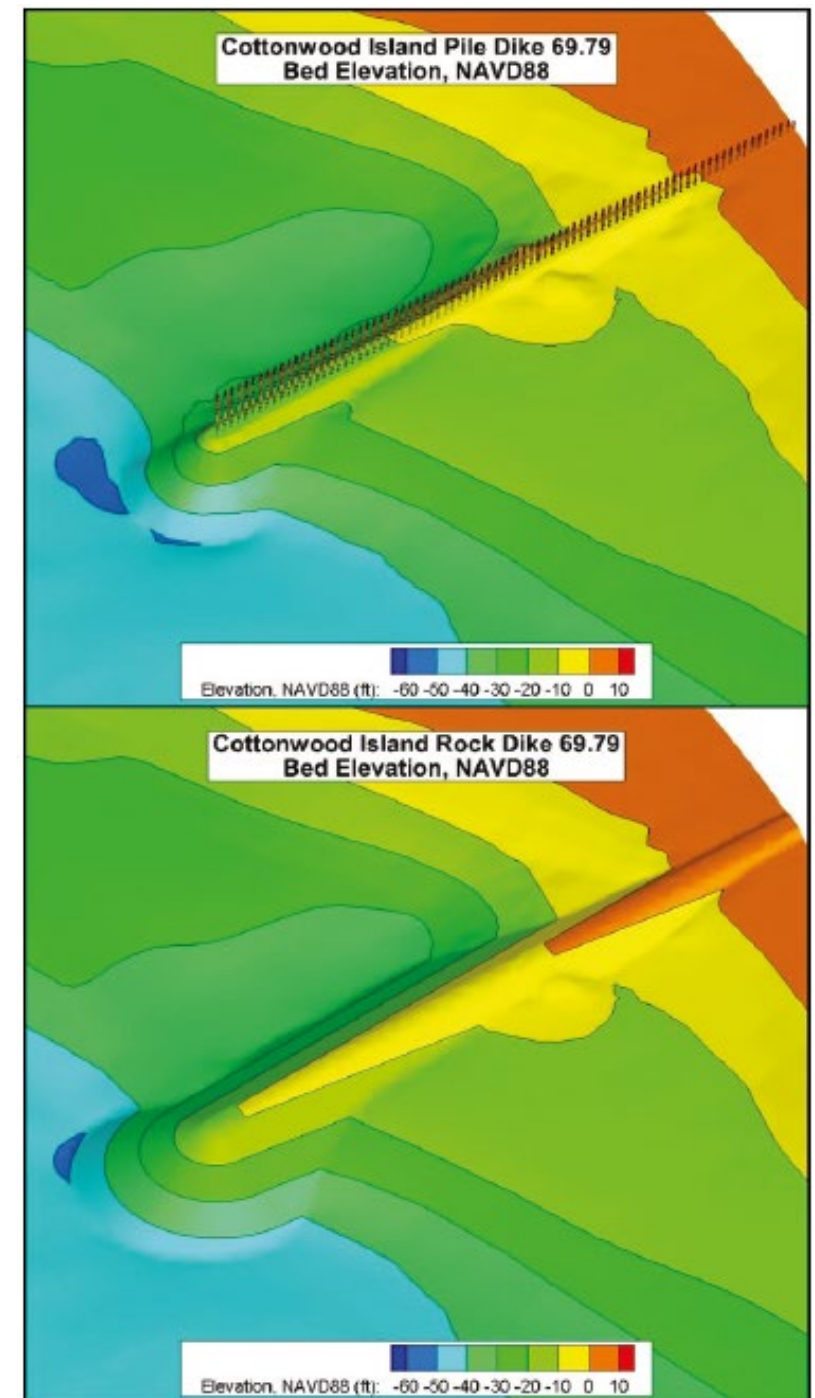 Cottonwood Island Pile Dike 69.79
Bed Elevation, NAVD88
Elevation, NAVD88 (ft): -60 -50 -40 -30 -20 -10 0 10
Cottonwood Island Rock Dike 69.79
Bed Elevation, NAVD88
Elevation, NAVD88 (ft): -60 -50 -40 -30 -20 -10 0 10